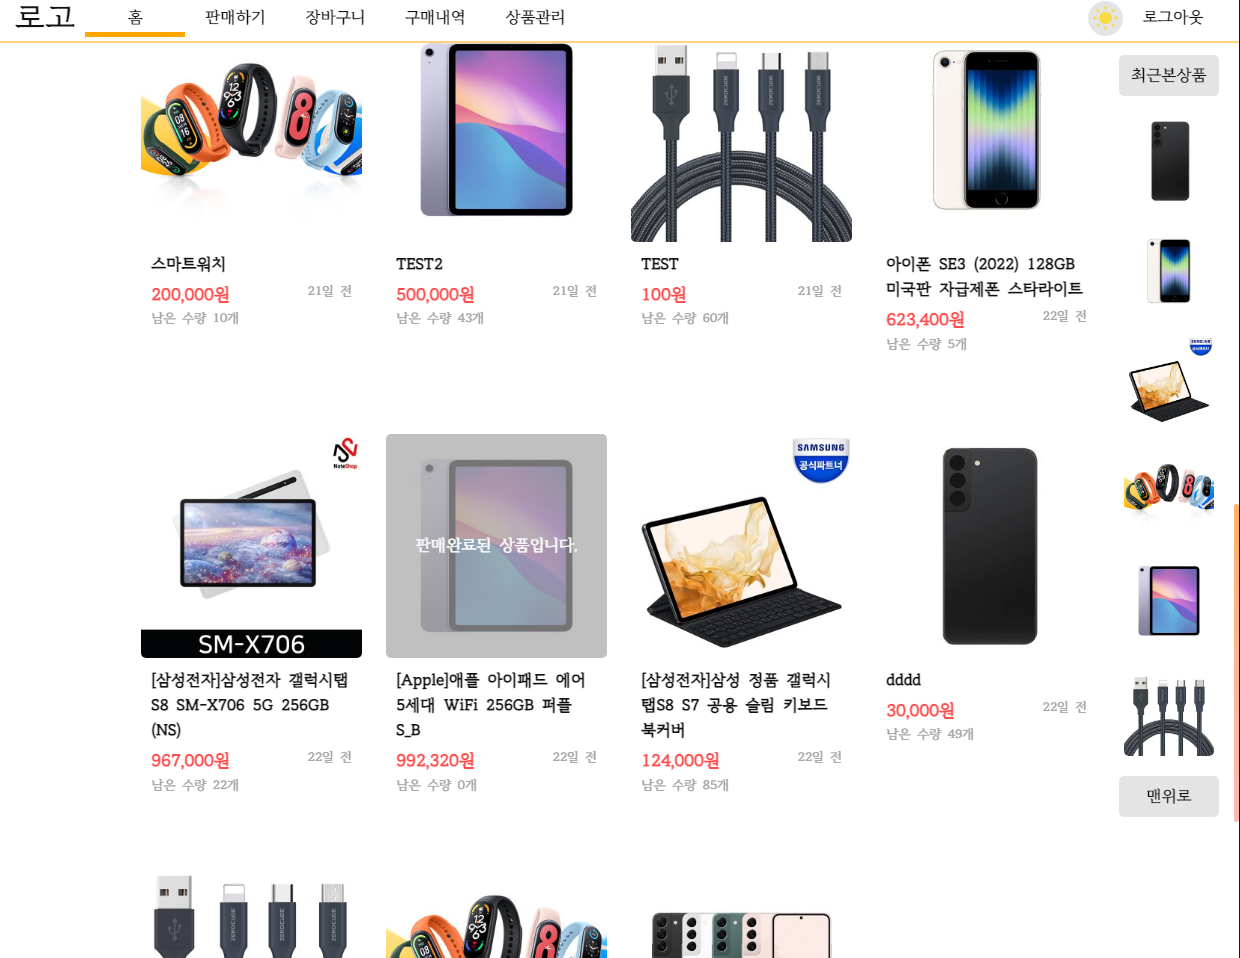 로고 홈 판매하기 장바구니 구매내역 상품관리 로그아웃
최근본상품
스마트워치
200,000원 21일 전
남은 수량 10개
TEST2
500,000원 21일 전
남은 수량 43개
TEST
100원 21일 전
남은 수량 60개
아이폰 SE3 (2022) 128GB
미국판 자급제폰 스타라이트
623,400원 22일 전
남은 수량 5개
NoteShop
SM-X706
[삼성전자]삼성전자 갤럭시탭
S8 SM-X706 5G 256GB
(NS)
967,000원 22일 전
남은 수량 22개
판매완료된 상품입니다.
[Apple]애플 아이패드 에어
5세대 WiFi 256GB 퍼플
S_B
992,320원 22일 전
남은 수량 0개
SAMSUNG
공식파트너
[삼성전자]삼성 정품 갤럭시
탭S8 S7 공용 슬림 키보드
북커버
124,000원 22일 전
남은 수량 85개
dddd
30,000원 22일 전
남은 수량 49개
맨위로